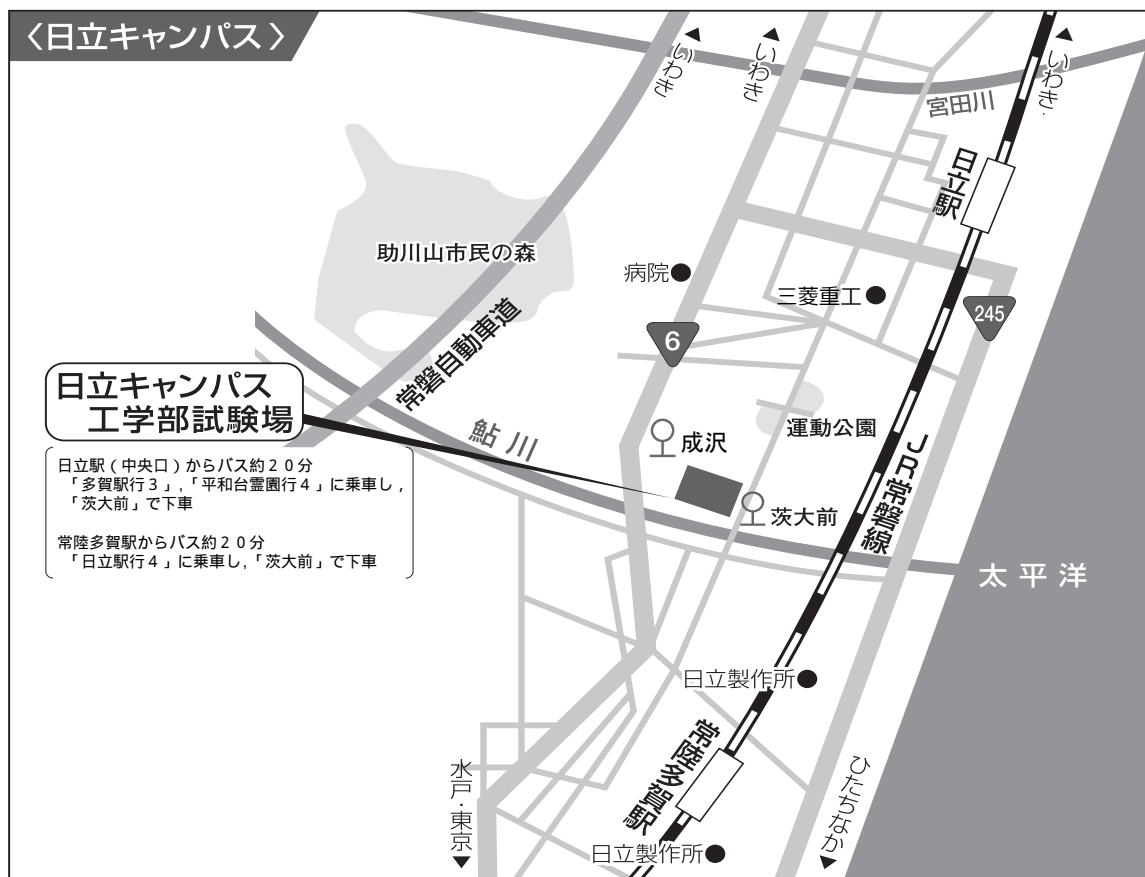 〈日立キャンパス〉
いわき
いわき
いわき
宮田川
日立駅
助川山市民の森
病院
三菱重工
245
6
常磐自動車道
日立キャンパス
工学部試験場
鮎川
成沢
運動公園
JR常磐線
日立駅(中央口)からバス約20分
「多賀駅行3」,「平和台霊園行4」に乗車し,
「茨大前」で下車
常陸多賀駅からバス約20分
「日立駅行4」に乗車し,「茨大前」で下車
茨大前
太平洋
日立製作所
常陸多賀駅
水戸・東京
ひたちなか
日立製作所